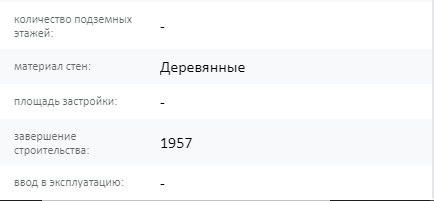 количество подземных
этажей: -
материал стен: Деревянные
площадь застройки: -
завершение
строительства: 1957
ввод в эксплуатацию: -